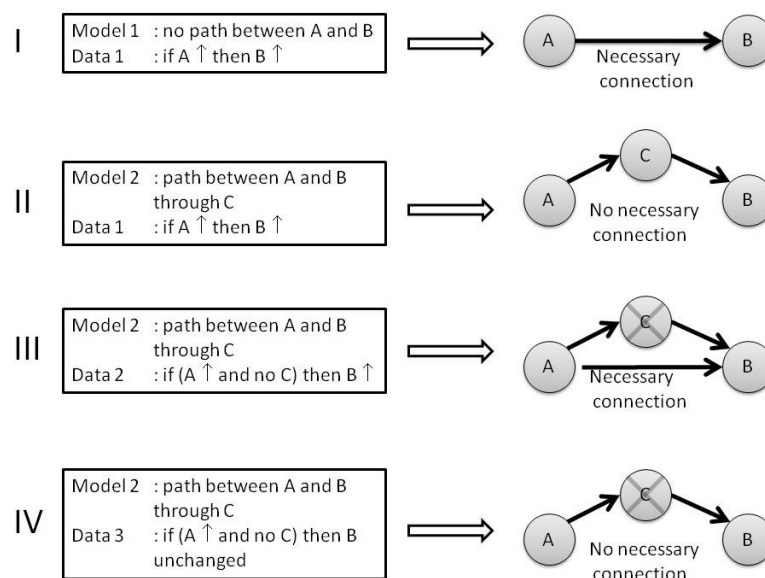 I
Model 1 : no path between A and B
Data 1 : if A ↑ then B ↑
A
B
Necessary
connection
II
Model 2 : path between A and B
through C
Data 1 : if A ↑ then B ↑
A
C
B
No necessary
connection
III
Model 2 : path between A and B
through C
Data 2 : if (A ↑ and no C) then B ↑
A
C
B
Necessary
connection
IV
Model 2 : path between A and B
through C
Data 3 : if (A ↑ and no C) then B
unchanged
A
C
B
No necessary
connection